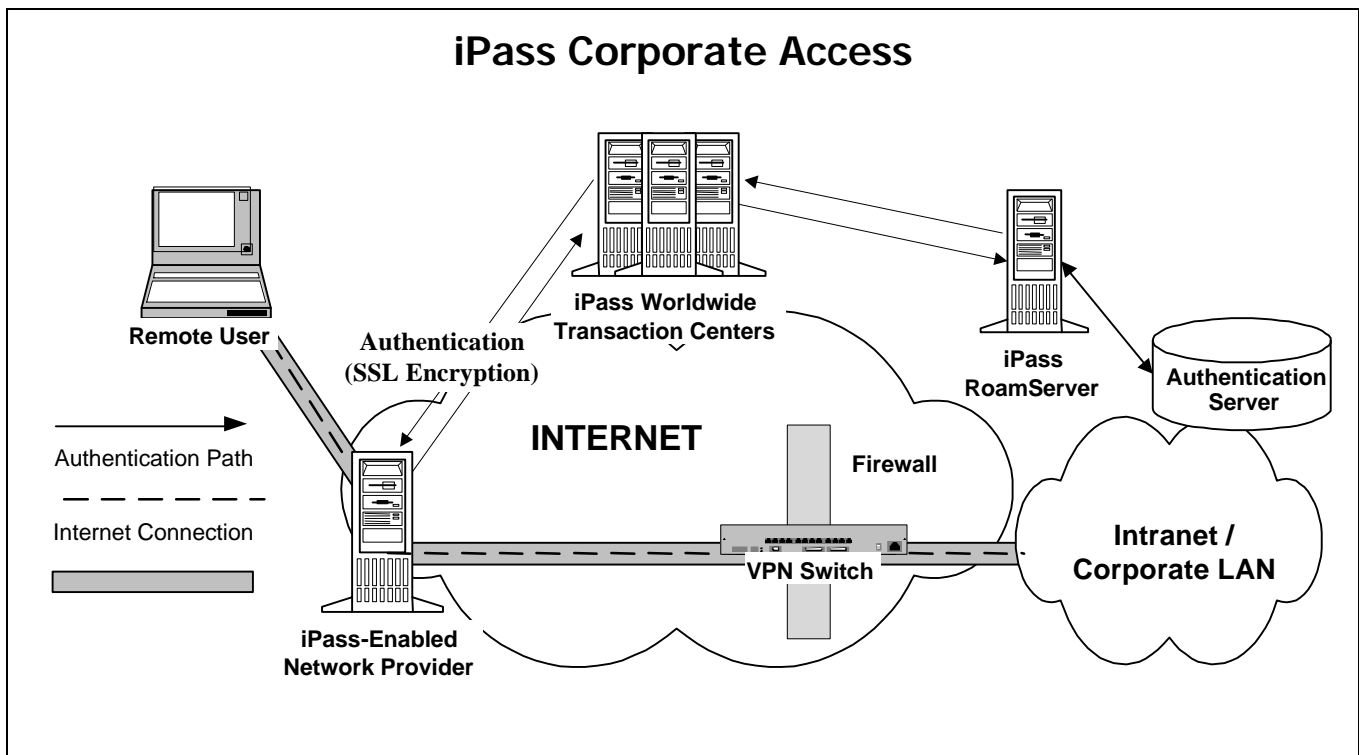 iPass Corporate Access
iPass Worldwide
Transaction Centers
Remote User
Authentication
(SSL Encryption)
iPass
RoamServer
Authentication
Server
INTERNET
Firewall
Authentication Path
Internet Connection
VPN Switch
Intranet /
Corporate LAN
iPass-Enabled
Network Provider